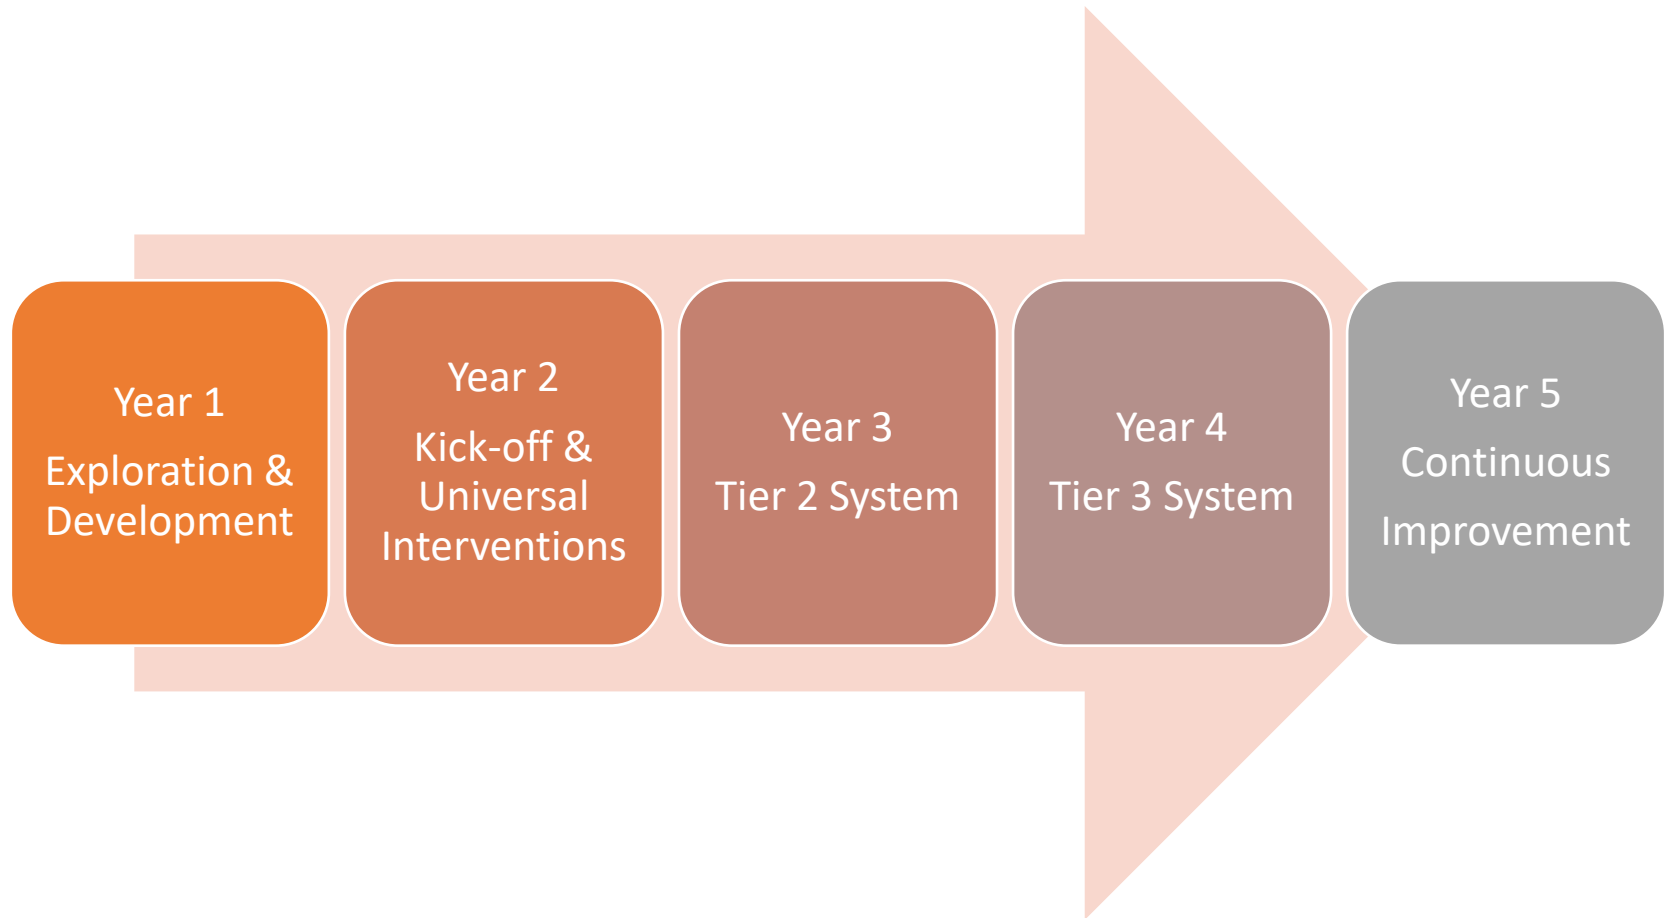 Year 1
Exploration &
Development
Year 2
Kick-off &
Universal
Interventions
Year 3
Tier 2 System
Year 4
Tier 3 System
Year 5
Continuous
Improvement